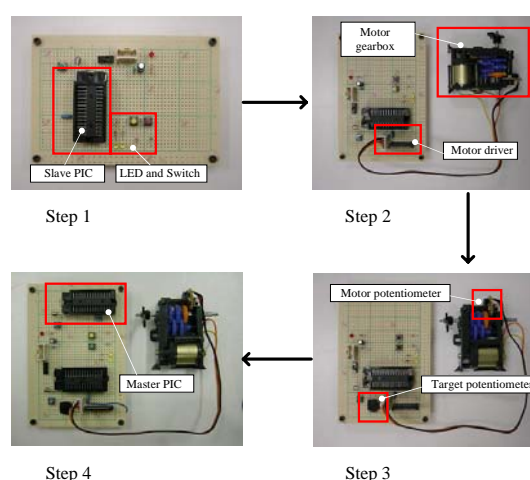 Slave PIC
LED and Switch
Step 1
Motor
gearbox
Motor driver
Step 2
Motor potentiometer
Target potentiometer
Step 3
Master PIC
Step 4